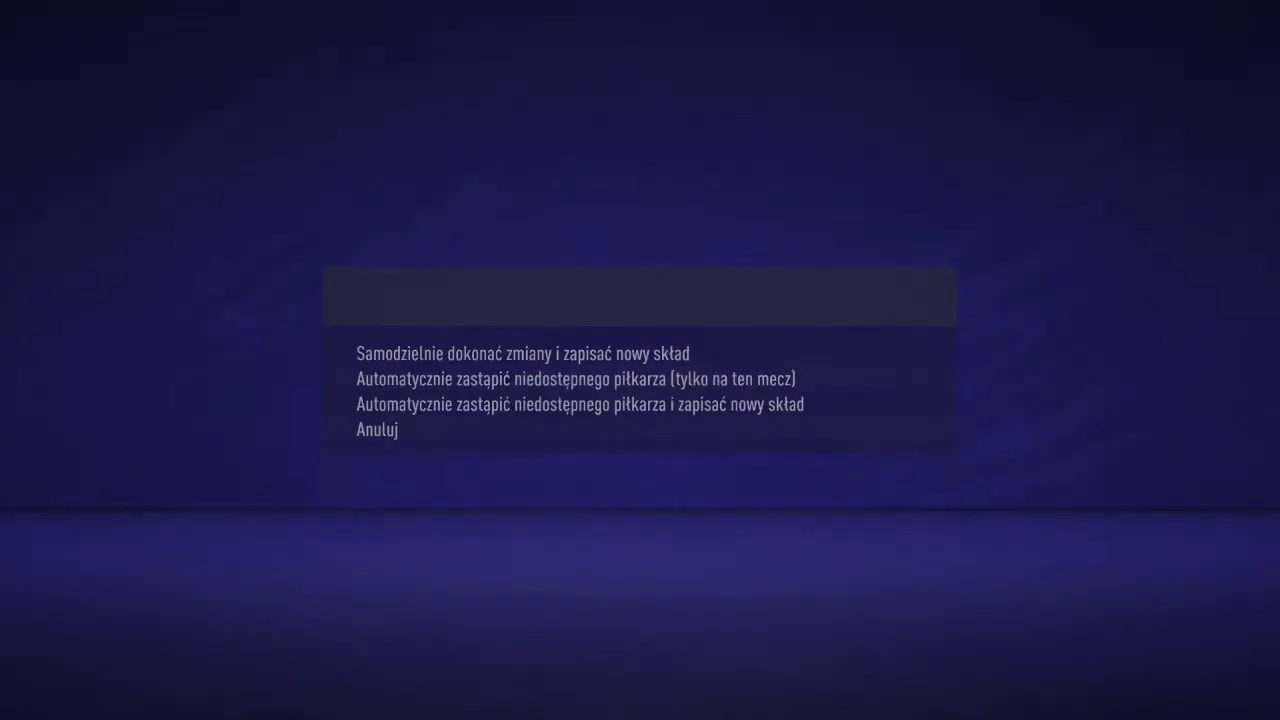 Samodzielnie dokonać zmiany i zapisać nowy skład
Automatycznie zastąpić niedostępnego piłkarza (tylko na ten mecz)
Automatycznie zastąpić niedostępnego piłkarza i zapisać nowy skład
Anuluj